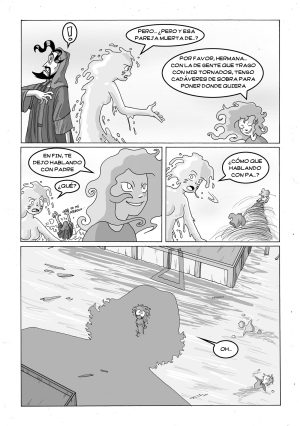 ¡!
PERO...¿PERO Y ESA
PAREJA MUERTA DE..?
POR FAVOR, HERMANA..
CON LA DE GENTE QUE TRAGO
CON MIS TORNADOS, TENGO
CADÁVERES DE SOBRA PARA
PONER DONDE QUIERA
EN FIN, TE
DEJO HABLANDO
CON PADRE
¿QUÉ?
¿CÓMO QUE
HABLANDO
CON PA..?
OH..